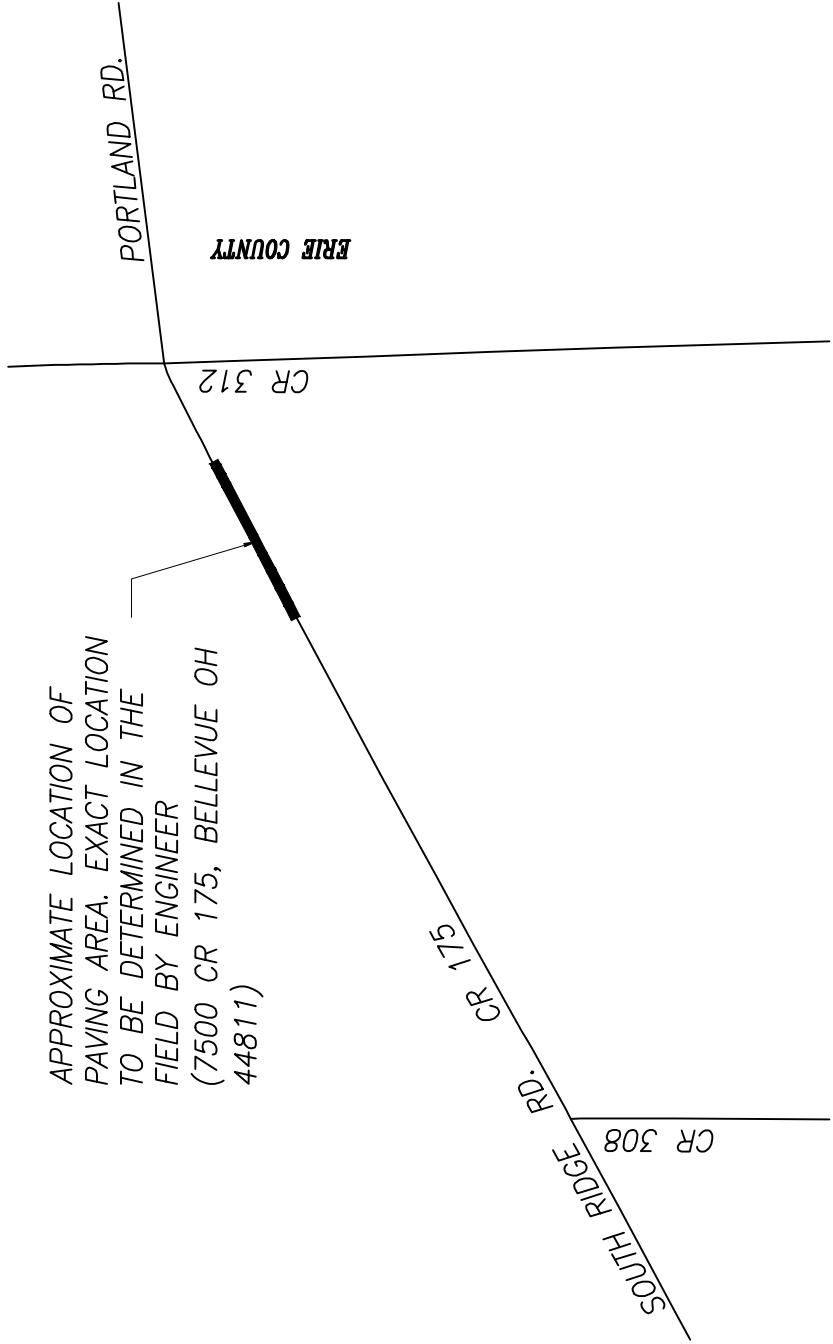 APPROXIMATE LOCATION OF
PAVING AREA. EXACT LOCATION
TO BE DETERMINED IN THE
FIELD BY ENGINEER
(7500 CR 175, BELLEVUE OH
44811)
PORTLAND RD.
ERIE COUNTY
CR 312
CR 175
SOUTH RIDGE RD.
CR 308